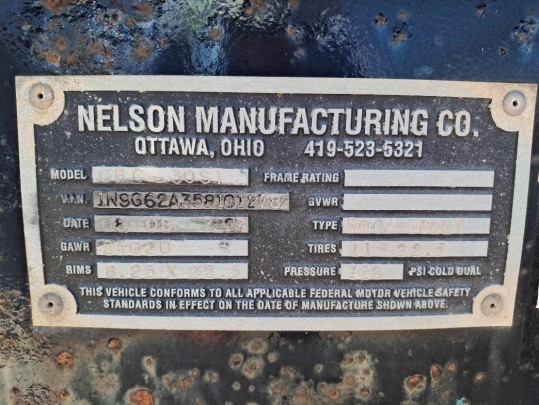 NELSON MANUFACTURING CO.
OTTAWA, OHIO 419-523-5321
MODEL FRAME RATING
V.I.N. GVWR
DATE TYPE
GAWR TIRES
RIMS PRESSURE PSI COLD DUAL
THIS VEHICLE CONFORMS TO ALL APPLICABLE FEDERAL MOTOR VEHICLE SAFETY
STANDARDS IN EFFECT ON THE DATE OF MANUFACTURE SHOWN ABOVE.